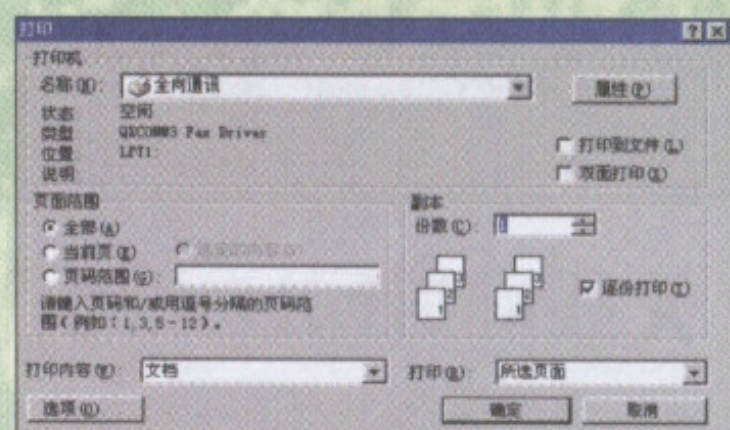 打印
打印机
名称(N): 全向通讯 属性(P)
状态 空闲
类型 QXCOMM3 Fax Driver
位置 LPT1:
说明
打印到文件(L)
双面打印(X)
页面范围
全部(A)
当前页(E) 选定的内容(S)
页码范围(G):
请键入页码和/或用逗号分隔的页码范
围(例如:1,3,5-12)。
副本
份数(C): 1
逐份打印(T)
打印内容(W): 文档
打印(R): 所选页面
选项(O) 确定 取消